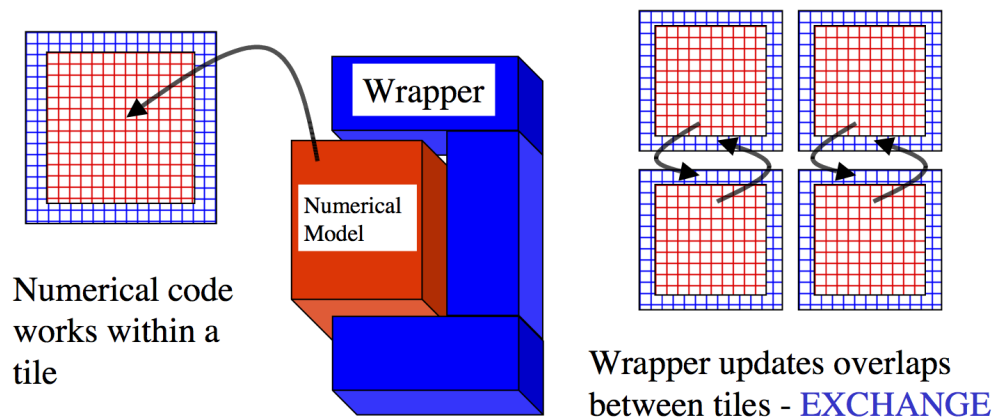 Wrapper
Numerical
Model
Numerical code
works within a
tile
Wrapper updates overlaps
between tiles - EXCHANGE